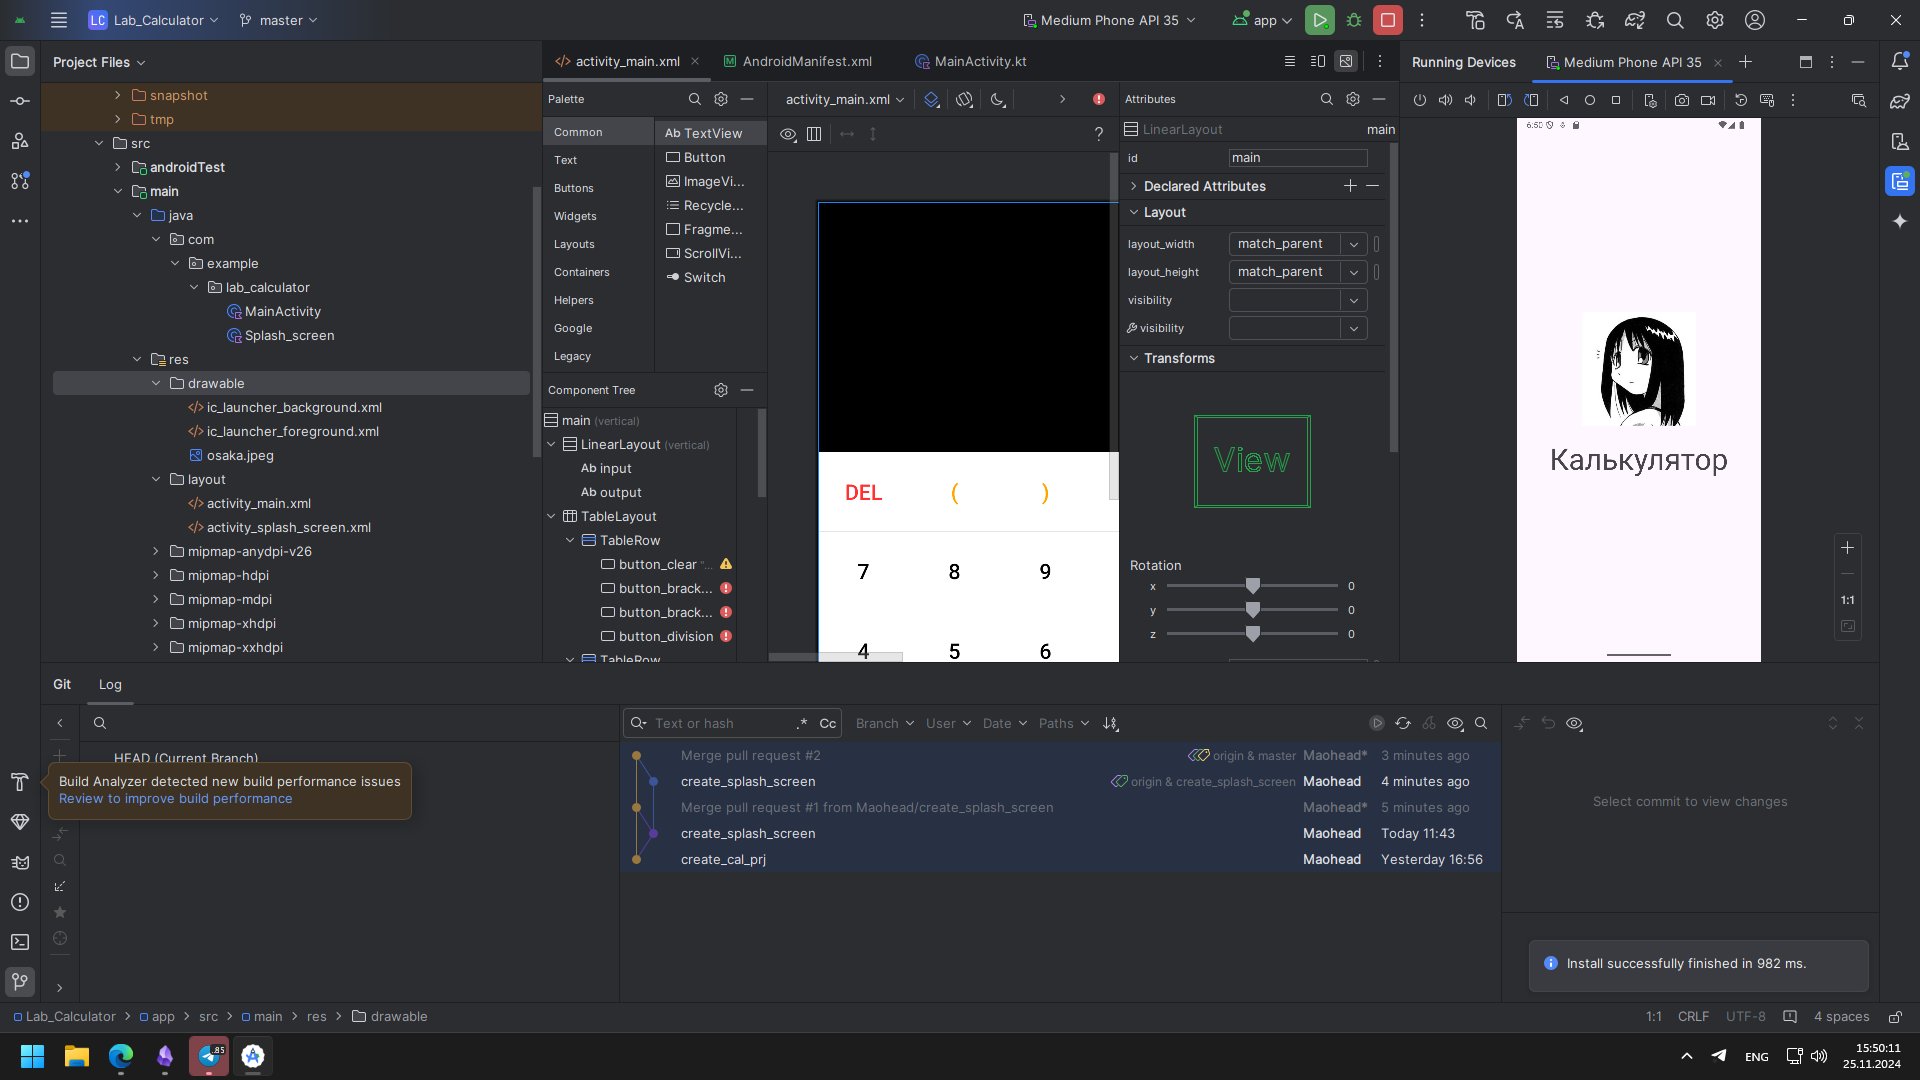 LC Lab_Calculator
master
Medium Phone API 35
app
Project Files
activity_main.xml
AndroidManifest.xml
MainActivity.kt
Running Devices
Medium Phone API 35
snapshot
tmp
src
androidTest
main
java
com
example
lab_calculator
MainActivity
Splash_screen
res
drawable
ic_launcher_background.xml
ic_launcher_foreground.xml
osaka.jpeg
layout
activity_main.xml
activity_splash_screen.xml
mipmap-anydpi-v26
mipmap-hdpi
mipmap-mdpi
mipmap-xhdpi
mipmap-xxhdpi
Palette
Common
Text
Buttons
Widgets
Layouts
Containers
Helpers
Google
Legacy
Ab TextView
Button
ImageVi...
Recycle...
Fragme...
ScrollVi...
Switch
Component Tree
main (vertical)
LinearLayout (vertical)
Ab input
Ab output
TableLayout
TableRow
button_clear "...
button_brack...
button_brack...
button_division
TableRow
activity_main.xml
?
DEL ( )
7 8 9
4 5 6
Attributes
LinearLayout main
id main
Declared Attributes
Layout
layout_width match_parent
layout_height match_parent
visibility
visibility
Transforms
View
Rotation
x 0
y 0
z 0
6:50
Калькулятор
1:1
Git Log
HEAD (Current Branch)
Build Analyzer detected new build performance issues
Review to improve build performance
Text or hash .* Cc Branch User Date Paths
Merge pull request #2 origin & master Maohead* 3 minutes ago
create_splash_screen origin & create_splash_screen Maohead 4 minutes ago
Merge pull request #1 from Maohead/create_splash_screen Maohead* 5 minutes ago
create_splash_screen Maohead Today 11:43
create_cal_prj Maohead Yesterday 16:56
Select commit to view changes
Install successfully finished in 982 ms.
Lab_Calculator app src main res drawable
1:1 CRLF UTF-8 4 spaces
85
ENG
15:50:11
25.11.2024